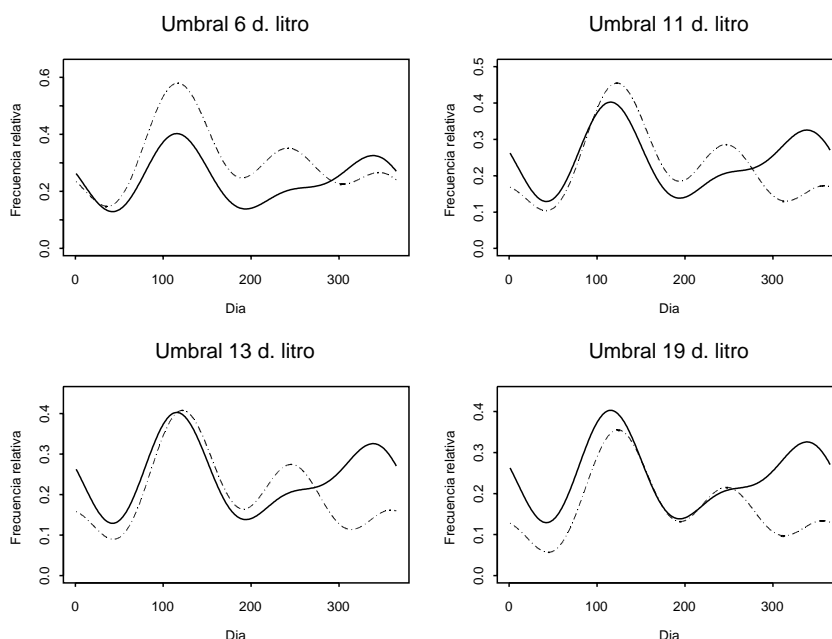 Umbral 6 d. litro
Frecuencia relativa
0.0 0.2 0.4 0.6
0 100 200 300
Dia
Umbral 11 d. litro
Frecuencia relativa
0.0 0.1 0.2 0.3 0.4 0.5
0 100 200 300
Dia
Umbral 13 d. litro
Frecuencia relativa
0.0 0.1 0.2 0.3 0.4
0 100 200 300
Dia
Umbral 19 d. litro
Frecuencia relativa
0.0 0.1 0.2 0.3 0.4
0 100 200 300
Dia